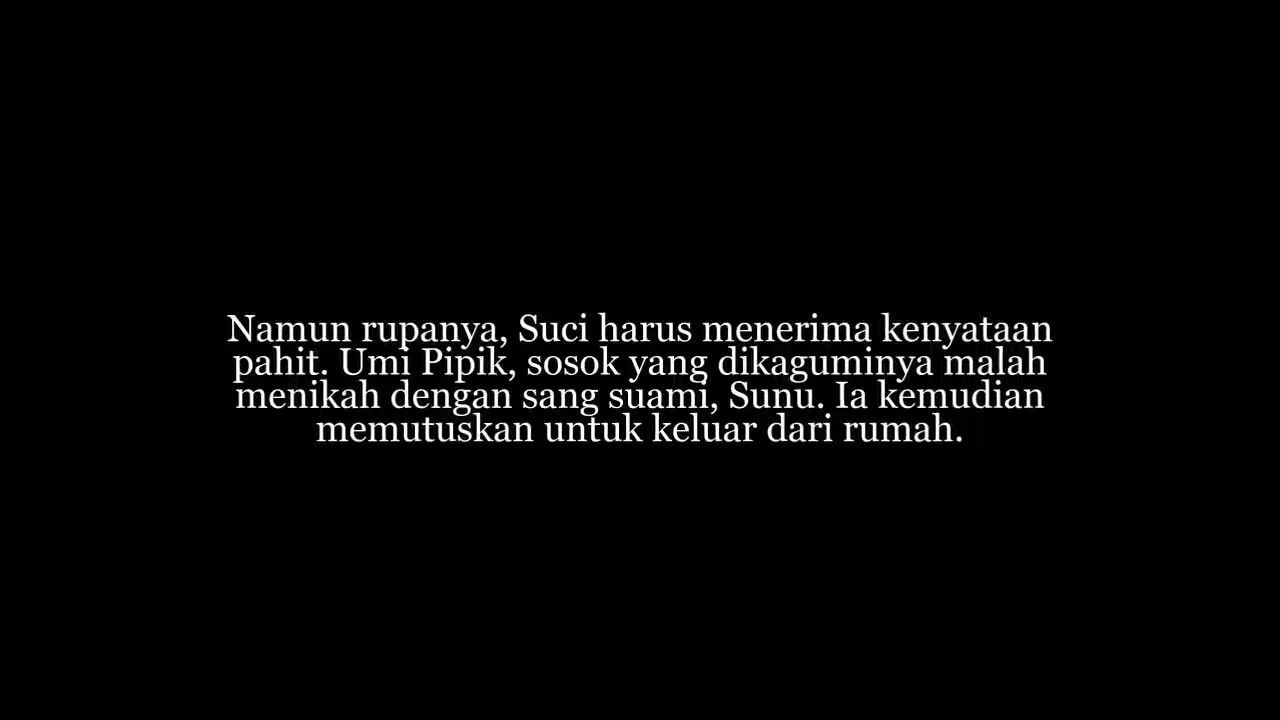 Namun rupanya, Suci harus menerima kenyataan
pahit. Umi Pipik, sosok yang dikaguminya malah
menikah dengan sang suami, Sunu. Ia kemudian
memutuskan untuk keluar dari rumah.